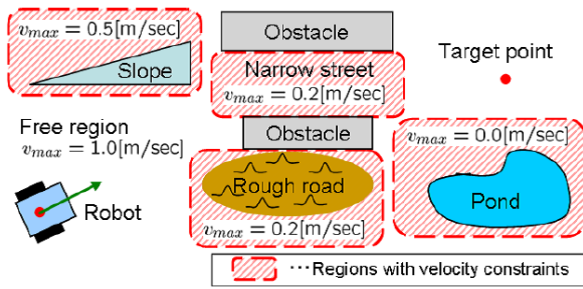 v_max = 0.5[m/sec]
Slope
Obstacle
Narrow street
v_max = 0.2[m/sec]
Obstacle
Target point
Free region
v_max = 1.0[m/sec]
Robot
Rough road
v_max = 0.2[m/sec]
v_max = 0.0[m/sec]
Pond
⋯Regions with velocity constraints